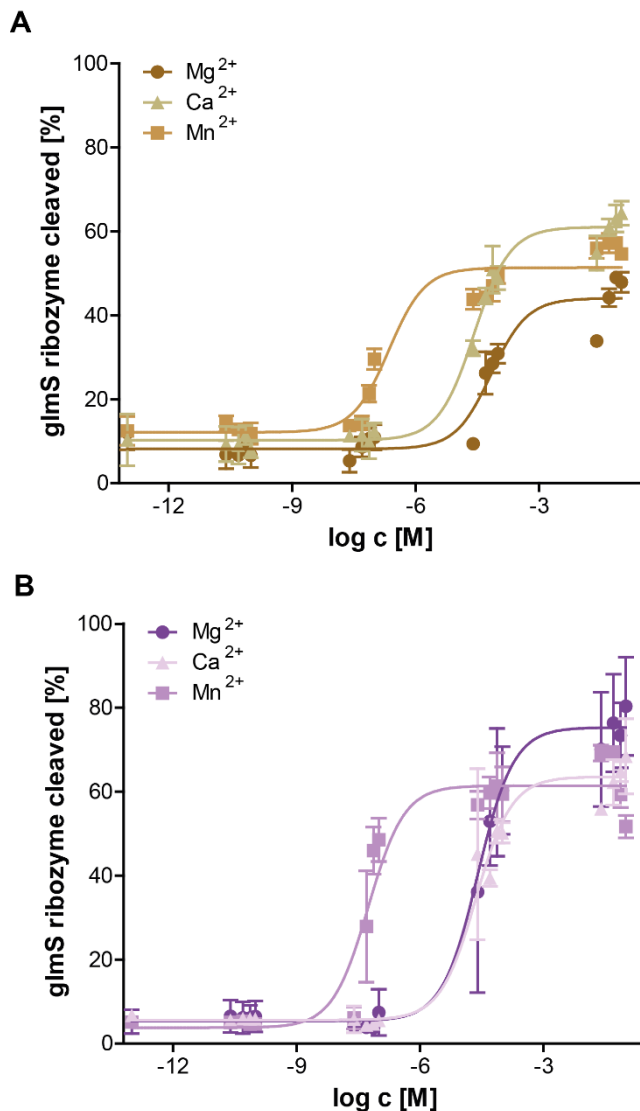 A
glmS ribozyme cleaved [%]
100
80
60
40
20
0
Mg2+
Ca2+
Mn2+
-12 -9 -6 -3
log c [M]
B
glmS ribozyme cleaved [%]
100
80
60
40
20
0
Mg2+
Ca2+
Mn2+
-12 -9 -6 -3
log c [M]